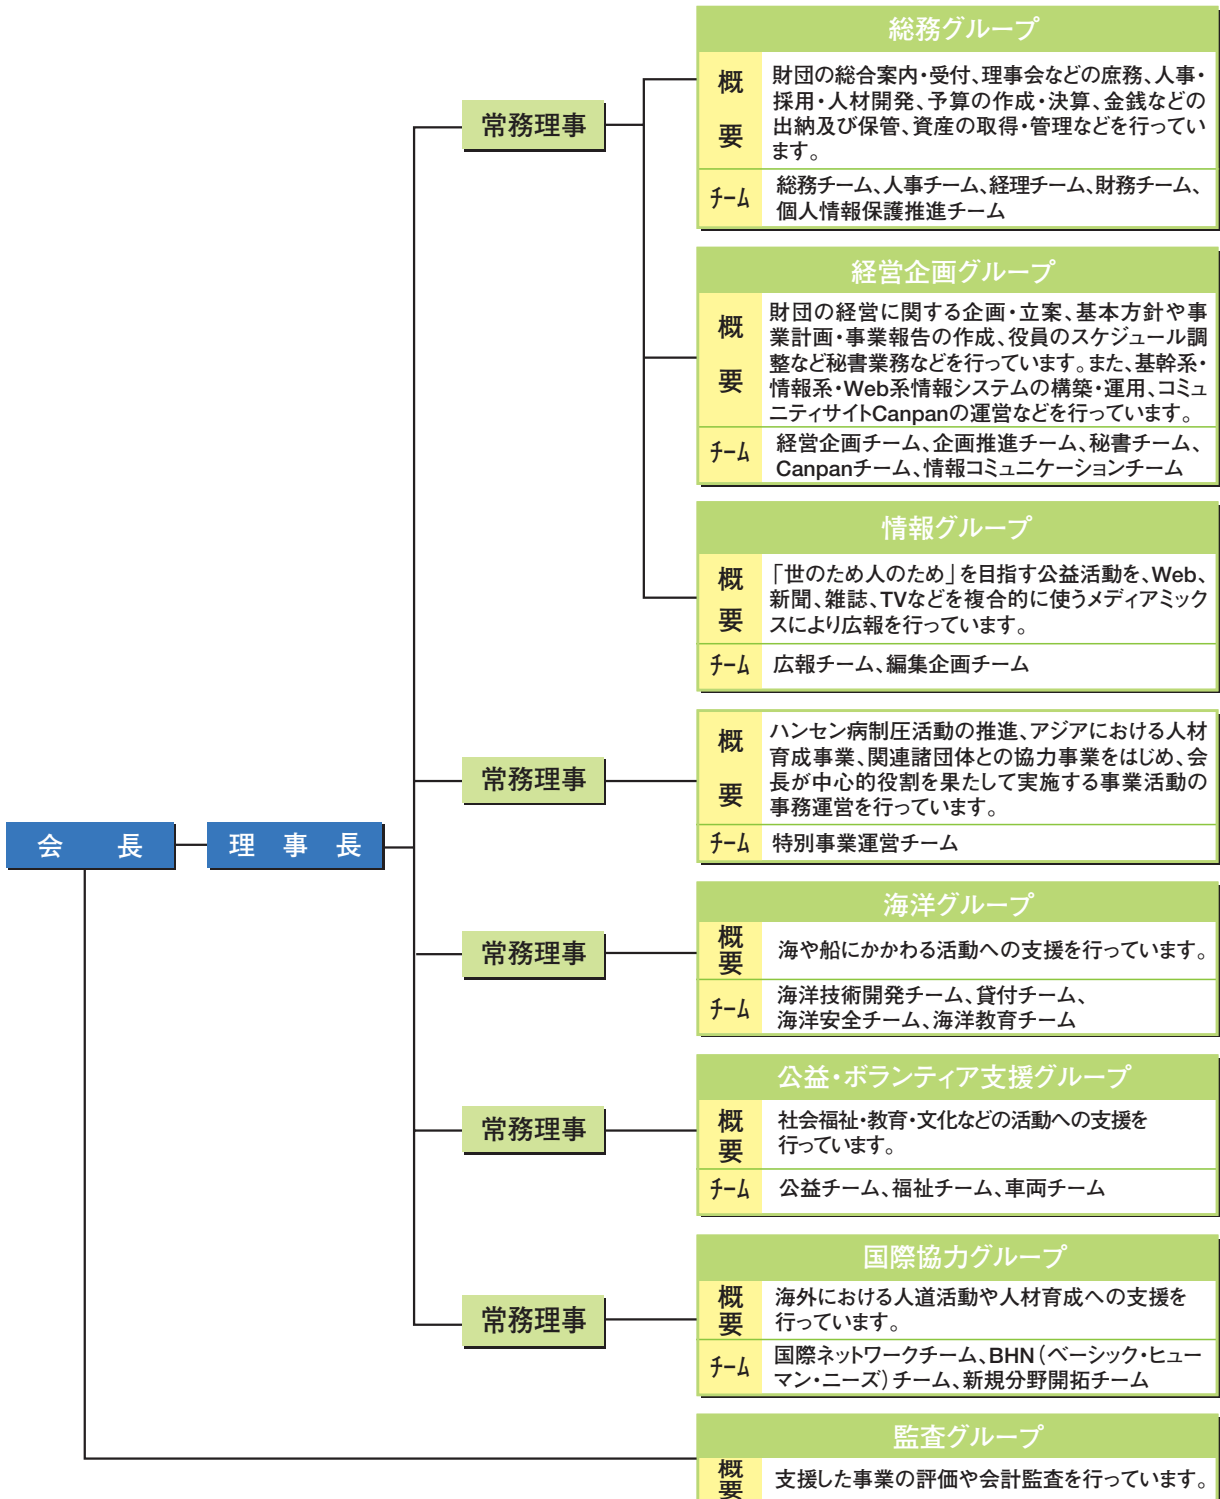 会長
理事長
常務理事
総務グループ
概要
財団の総合案内・受付、理事会などの庶務、人事・
採用・人材開発、予算の作成・決算、金銭などの
出納及び保管、資産の取得・管理などを行ってい
ます。
チーム
総務チーム、人事チーム、経理チーム、財務チーム、
個人情報保護推進チーム
経営企画グループ
概要
財団の経営に関する企画・立案、基本方針や事
業計画・事業報告の作成、役員のスケジュール調
整など秘書業務などを行っています。また、基幹系・
情報系・Web系情報システムの構築・運用、コミュ
ニティサイトCanpanの運営などを行っています。
チーム
経営企画チーム、企画推進チーム、秘書チーム、
Canpanチーム、情報コミュニケーションチーム
情報グループ
概要
「世のため人のため」を目指す公益活動を、Web、
新聞、雑誌、TVなどを複合的に使うメディアミック
スにより広報を行っています。
チーム
広報チーム、編集企画チーム
常務理事
概要
ハンセン病制圧活動の推進、アジアにおける人材
育成事業、関連諸団体との協力事業をはじめ、会
長が中心的役割を果たして実施する事業活動の
事務運営を行っています。
チーム
特別事業運営チーム
常務理事
海洋グループ
概要
海や船にかかわる活動への支援を行っています。
チーム
海洋技術開発チーム、貸付チーム、
海洋安全チーム、海洋教育チーム
常務理事
公益・ボランティア支援グループ
概要
社会福祉・教育・文化などの活動への支援を
行っています。
チーム
公益チーム、福祉チーム、車両チーム
常務理事
国際協力グループ
概要
海外における人道活動や人材育成への支援を
行っています。
チーム
国際ネットワークチーム、BHN（ベーシック・ヒュー
マン・ニーズ）チーム、新規分野開拓チーム
監査グループ
概要
支援した事業の評価や会計監査を行っています。